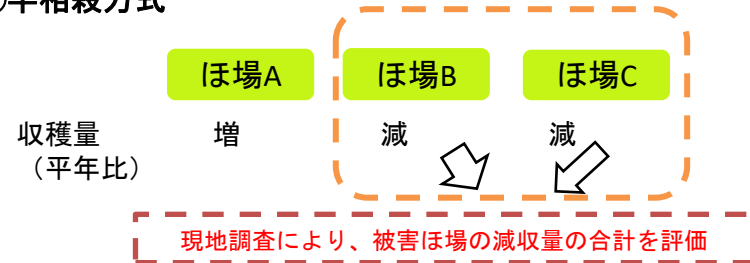 半相殺方式
ほ場A ほ場B ほ場C
収穫量 増 減 減
（平年比）
現地調査により、被害ほ場の減収量の合計を評価